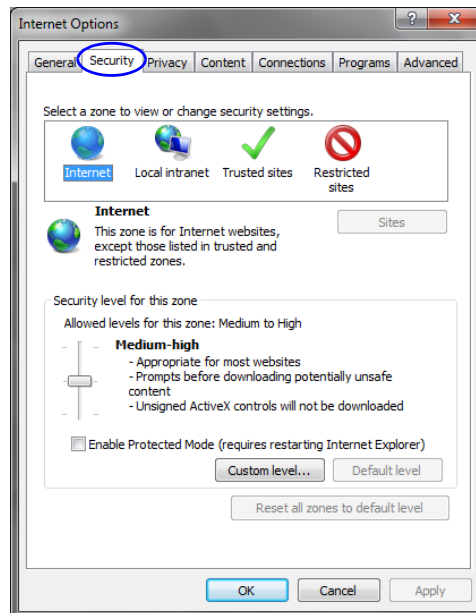 Internet Options
?
X
General Security Privacy Content Connections Programs Advanced
Select a zone to view or change security settings.
Internet Local intranet Trusted sites Restricted
sites
Internet
Sites
This zone is for Internet websites,
except those listed in trusted and
restricted zones.
Security level for this zone
Allowed levels for this zone: Medium to High
Medium-high
- Appropriate for most websites
- Prompts before downloading potentially unsafe
content
- Unsigned ActiveX controls will not be downloaded
Enable Protected Mode (requires restarting Internet Explorer)
Custom level... Default level
Reset all zones to default level
OK Cancel Apply